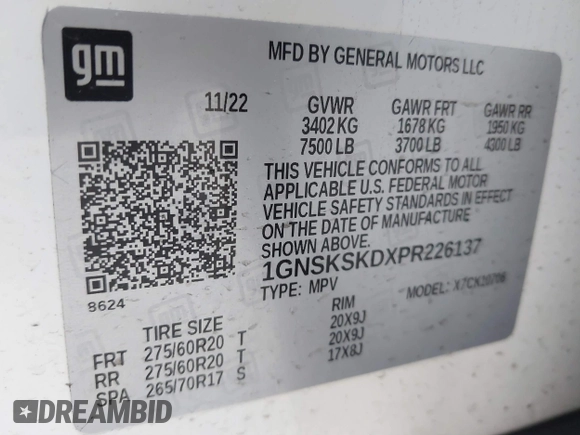 gm
MFD BY GENERAL MOTORS LLC
11/22 GVWR GAWR FRT GAWR RR
3402 KG 1678 KG 1950 KG
7500 LB 3700 LB 4300 LB
THIS VEHICLE CONFORMS TO ALL
APPLICABLE U.S. FEDERAL MOTOR
VEHICLE SAFETY STANDARDS IN EFFECT
ON THE DATE OF MANUFACTURE
SHOWN ABOVE.
1GNSKSKDXPR226137
8624
TYPE: MPV MODEL:
TIRE SIZE RIM
FRT 275/60R20 T 20X9J
RR 275/60R20 T 20X9J
SPA 265/70R17 S 17X8J
DREAMBID